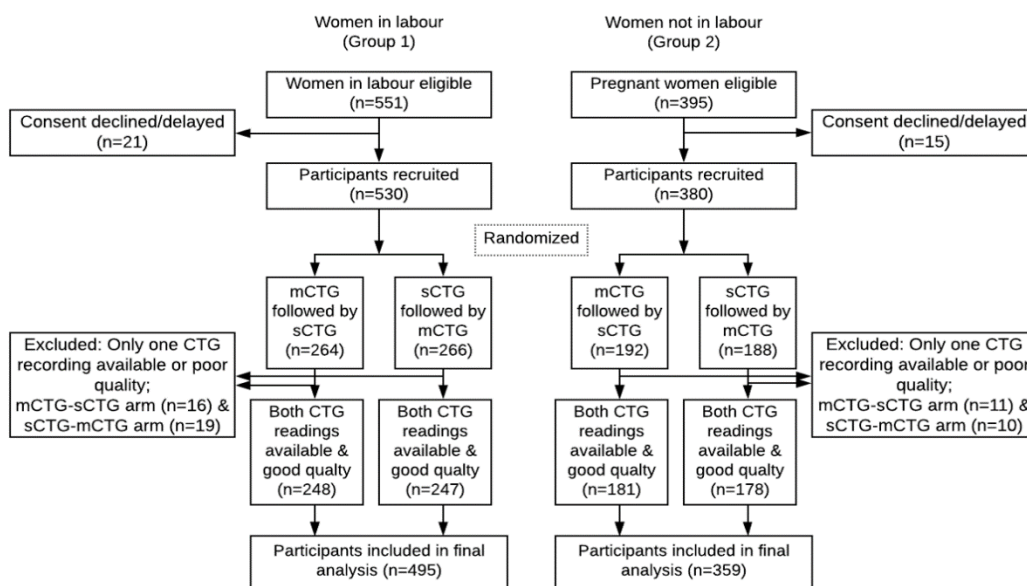 Women in labour
(Group 1)
Women not in labour
(Group 2)
Women in labour eligible
(n=551)
Pregnant women eligible
(n=395)
Consent declined/delayed
(n=21)
Consent declined/delayed
(n=15)
Participants recruited
(n=530)
Participants recruited
(n=380)
Randomized
mCTG
followed by
sCTG
(n=264)
sCTG
followed by
mCTG
(n=266)
mCTG
followed by
sCTG
(n=192)
sCTG
followed by
mCTG
(n=188)
Excluded: Only one CTG
recording available or poor
quality;
mCTG-sCTG arm (n=16) &
sCTG-mCTG arm (n=19)
Excluded: Only one CTG
recording available or poor
quality;
mCTG-sCTG arm (n=11) &
sCTG-mCTG arm (n=10)
Both CTG
readings
available &
good qualty
(n=248)
Both CTG
readings
available &
good qualty
(n=247)
Both CTG
readings
available &
good qualty
(n=181)
Both CTG
readings
available &
good qualty
(n=178)
Participants included in final
analysis (n=495)
Participants included in final
analysis (n=359)